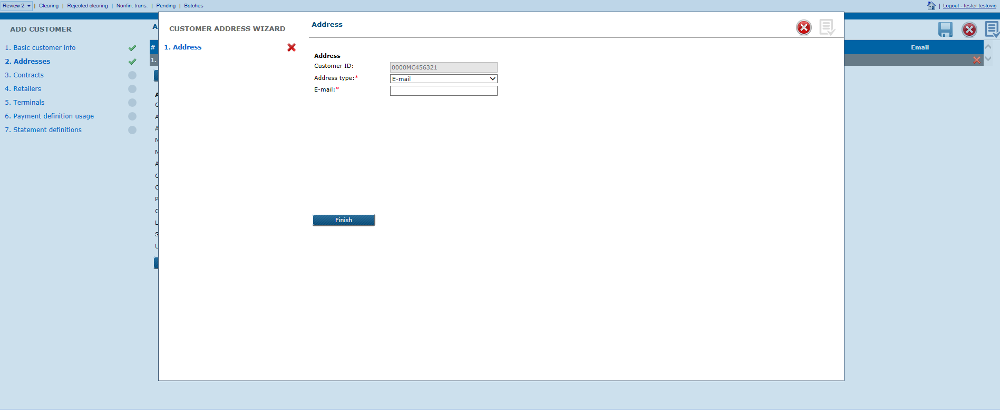 Review 2 | Clearing | Rejected clearing | Nonfin. trans. | Pending | Batches
| Logout - tester testovic
ADD CUSTOMER
1. Basic customer info
2. Addresses
3. Contracts
4. Retailers
5. Terminals
6. Payment definition usage
7. Statement definitions
A
#
1.
A
C
A
A
N
N
A
C
C
P
C
L
S
U
CUSTOMER ADDRESS WIZARD
1. Address
Address
Address
Customer ID: 0000MC456321
Address type:* E-mail
E-mail:*
Finish
Email